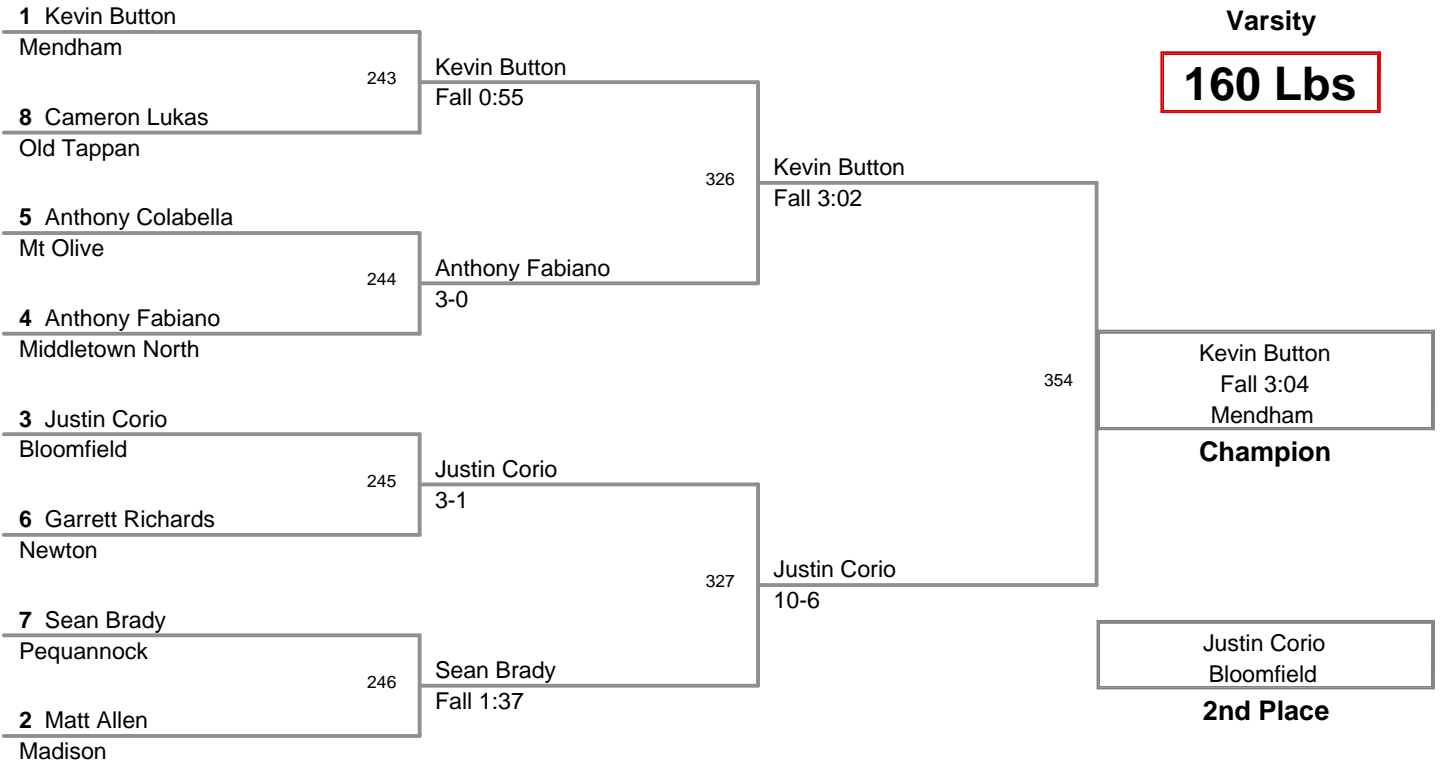 1 Kevin Button
Mendham
243
8 Cameron Lukas
Old Tappan
5 Anthony Colabella
Mt Olive
244
4 Anthony Fabiano
Middletown North
3 Justin Corio
Bloomfield
245
6 Garrett Richards
Newton
7 Sean Brady
Pequannock
246
2 Matt Allen
Madison
Kevin Button
Fall 0:55
326
Anthony Fabiano
3-0
Justin Corio
3-1
327
Sean Brady
Fall 1:37
Kevin Button
Fall 3:02
354
Justin Corio
10-6
Varsity
160 Lbs
Kevin Button
Fall 3:04
Mendham
Champion
Justin Corio
Bloomfield
2nd Place